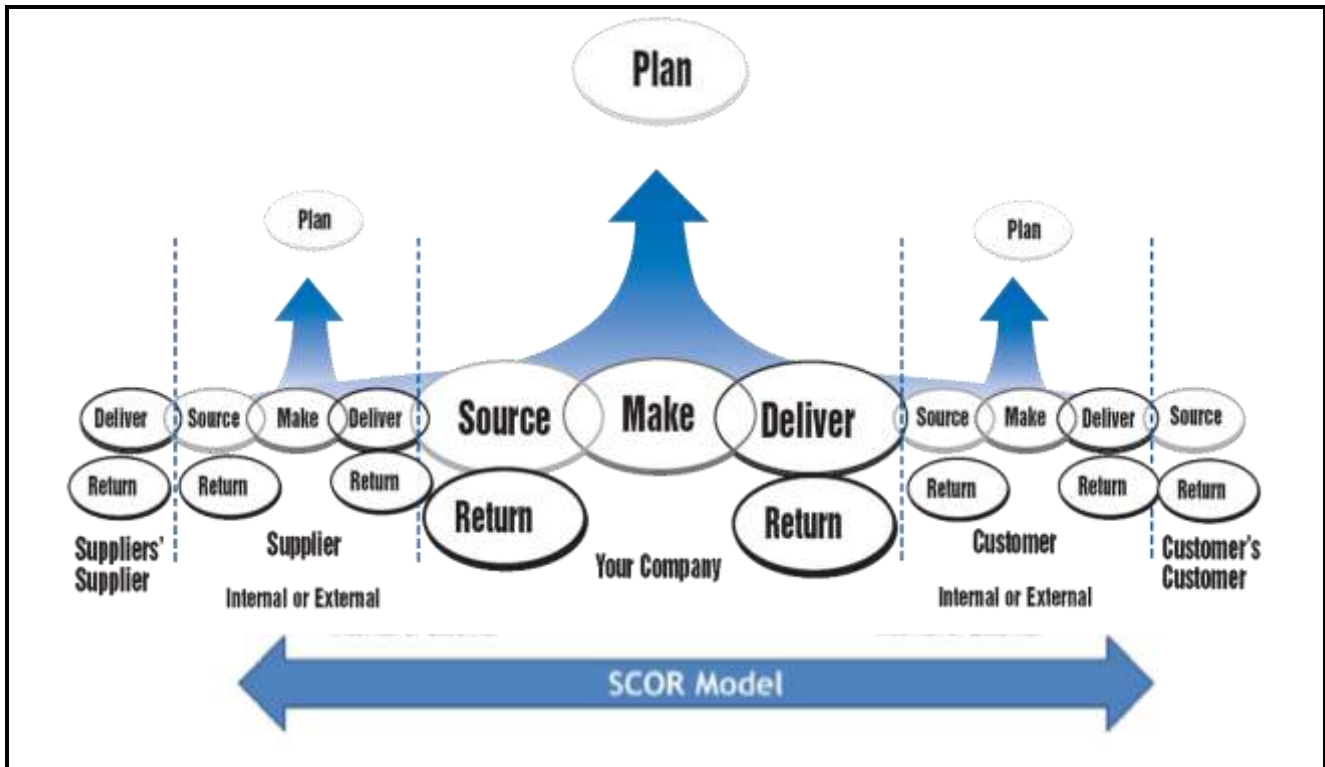 Plan
Plan
Plan
Deliver
Source
Make
Deliver
Source
Make
Deliver
Source
Make
Deliver
Source
Return
Return
Return
Return
Return
Return
Return
Return
Suppliers'
Supplier
Supplier
Internal or External
Your Company
Customer
Internal or External
Customer's
Customer
SCOR Model